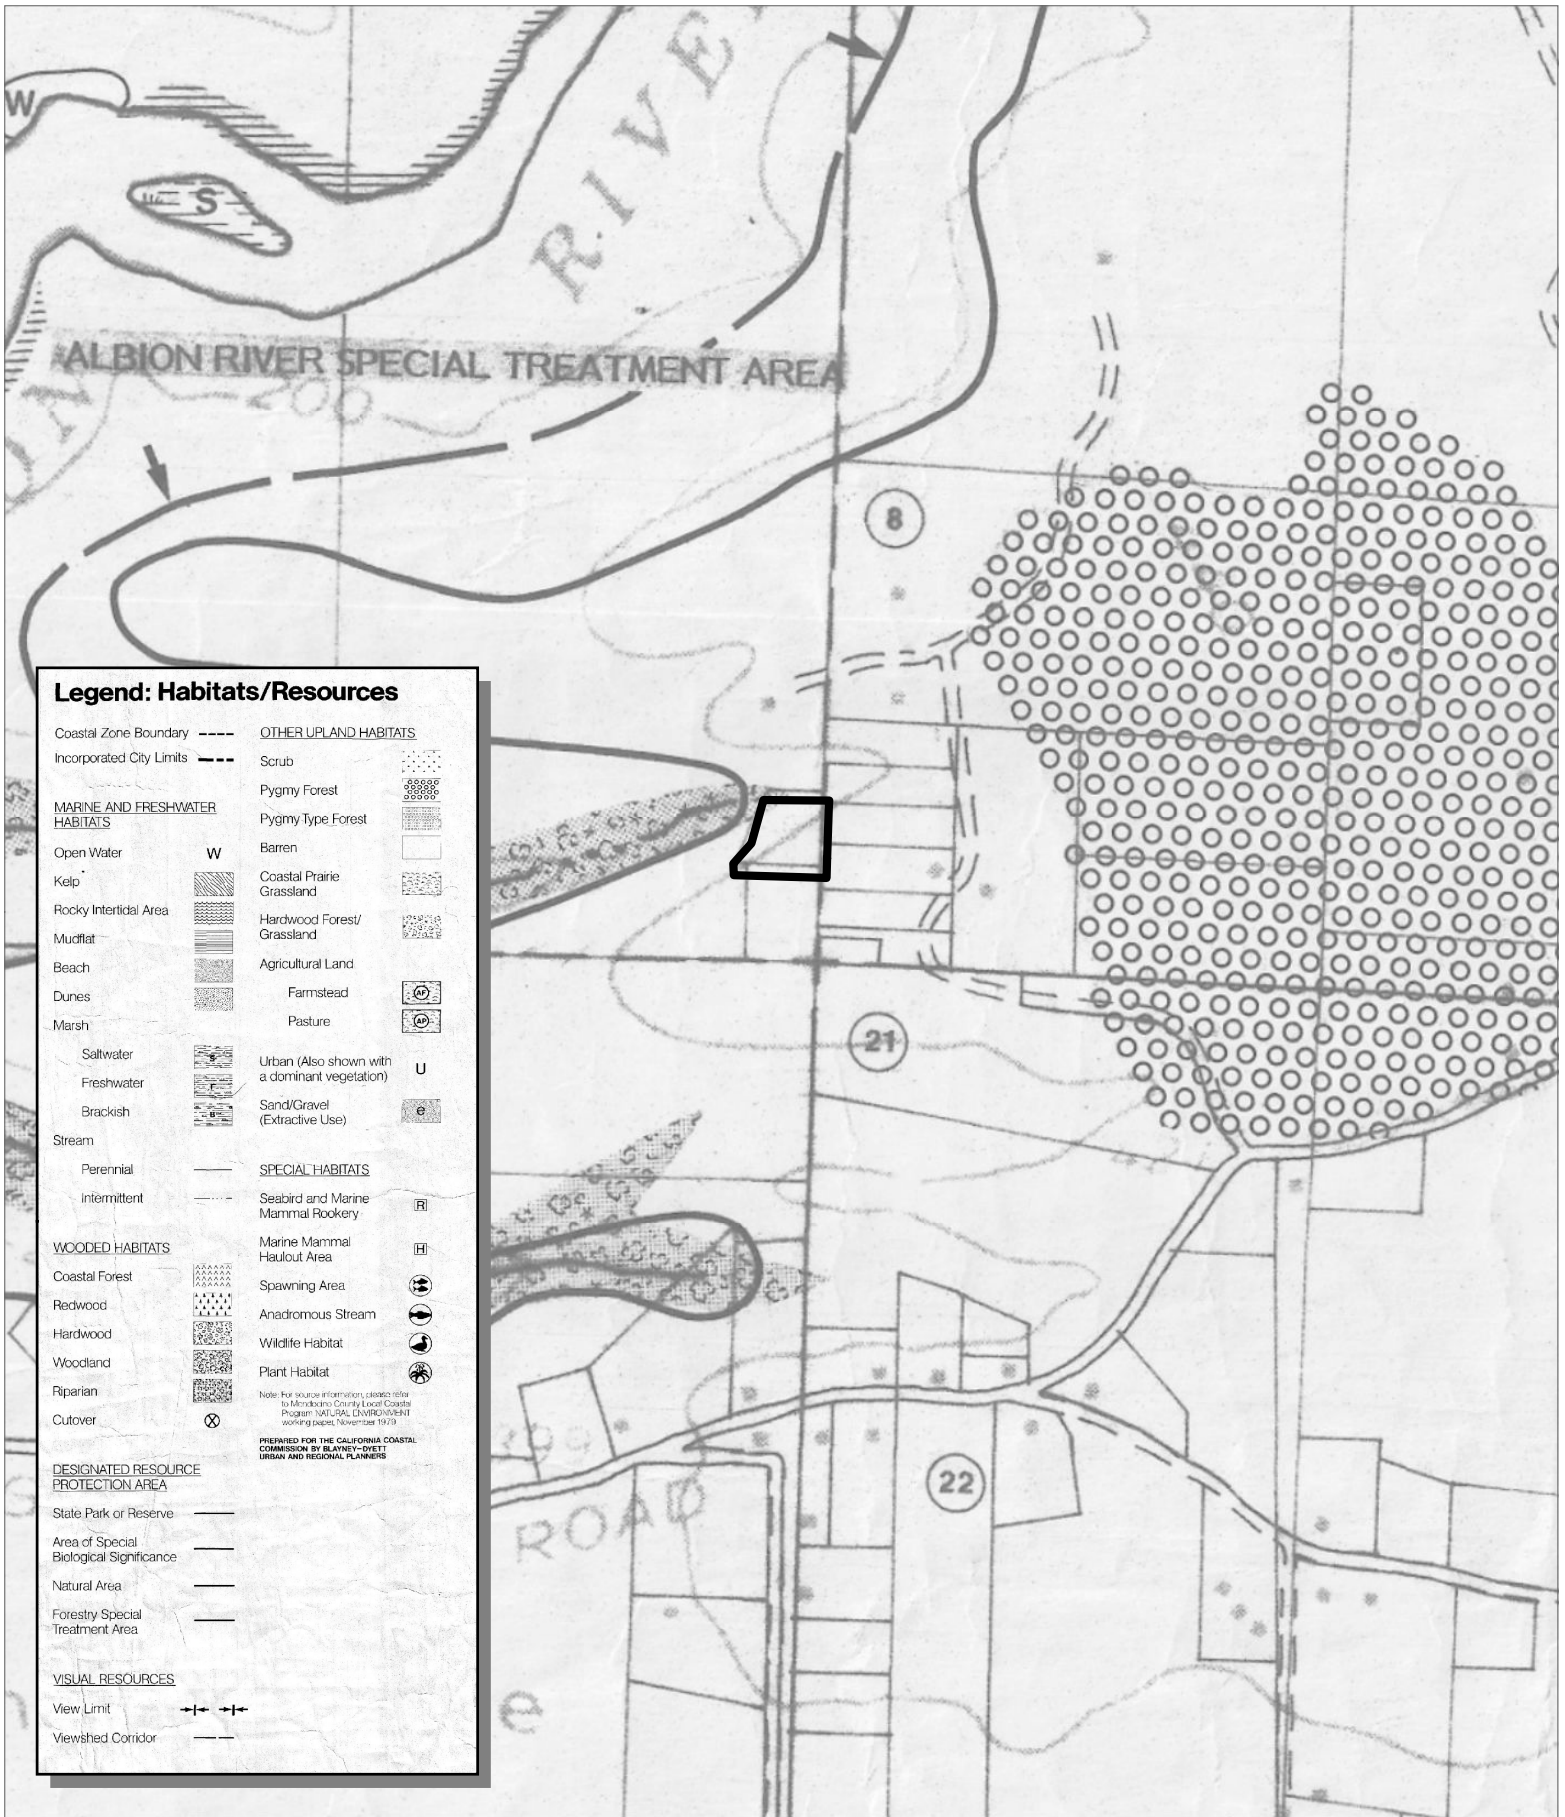 W
S
RIVE
ALBION RIVER SPECIAL TREATMENT AREA
200
8
21
22
ROAD
e
Legend: Habitats/Resources
Coastal Zone Boundary
Incorporated City Limits
MARINE AND FRESHWATER
HABITATS
Open Water W
Kelp
Rocky Intertidal Area
Mudflat
Beach
Dunes
Marsh
Saltwater S
Freshwater F
Brackish B
Stream
Perennial
Intermittent
WOODED HABITATS
Coastal Forest
Redwood
Hardwood
Woodland
Riparian
Cutover
DESIGNATED RESOURCE
PROTECTION AREA
State Park or Reserve
Area of Special
Biological Significance
Natural Area
Forestry Special
Treatment Area
VISUAL RESOURCES
View Limit
Viewshed Corridor
OTHER UPLAND HABITATS
Scrub
Pygmy Forest
Pygmy Type Forest
Barren
Coastal Prairie
Grassland
Hardwood Forest/
Grassland
Agricultural Land
Farmstead AF
Pasture AP
Urban (Also shown with
a dominant vegetation) U
Sand/Gravel
(Extractive Use) e
SPECIAL HABITATS
Seabird and Marine
Mammal Rookery R
Marine Mammal
Haulout Area H
Spawning Area
Anadromous Stream
Wildlife Habitat
Plant Habitat
Note: For source information, please refer
to Mendocino County Local Coastal
Program NATURAL ENVIRONMENT
working paper, November 1979
PREPARED FOR THE CALIFORNIA COASTAL
COMMISSION BY BLAYNEY-DYETT
URBAN AND REGIONAL PLANNERS